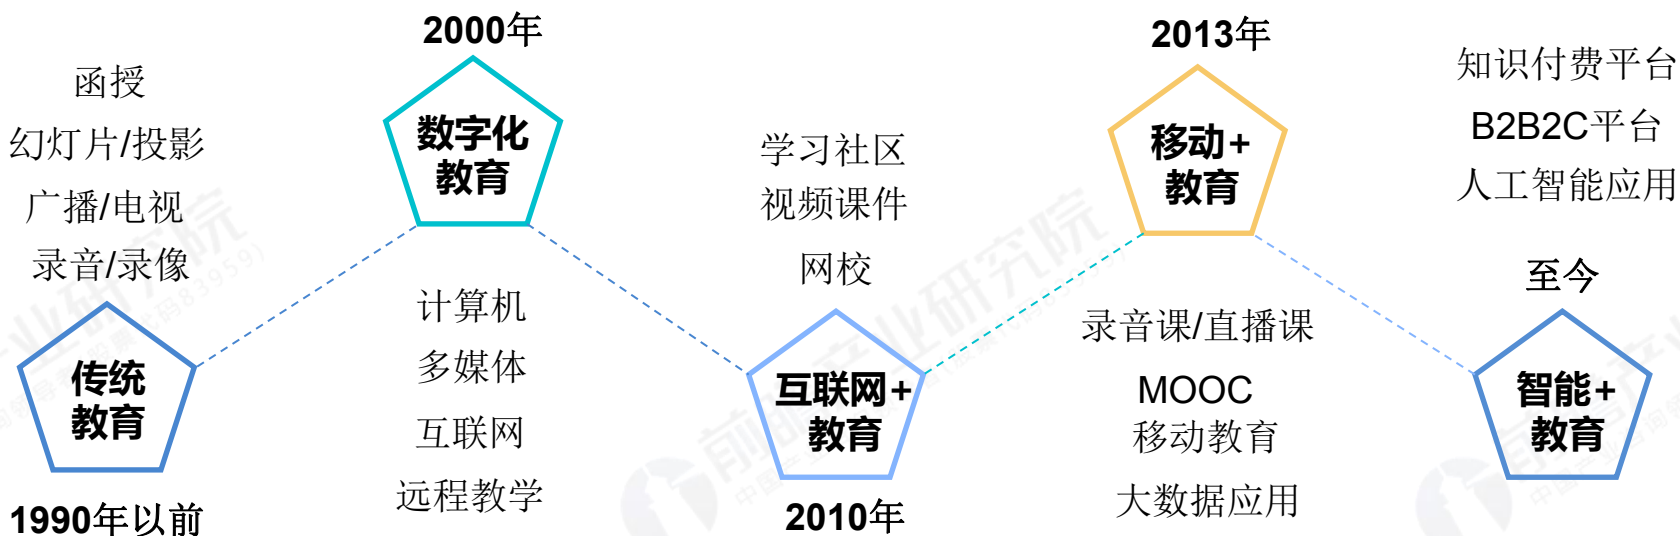 函授
幻灯片/投影
广播/电视
录音/录像
传统
教育
1990年以前
2000年
数字化
教育
计算机
多媒体
互联网
远程教学
学习社区
视频课件
网校
互联网+
教育
2010年
2013年
移动+
教育
录音课/直播课
MOOC
移动教育
大数据应用
知识付费平台
B2B2C平台
人工智能应用
至今
智能+
教育